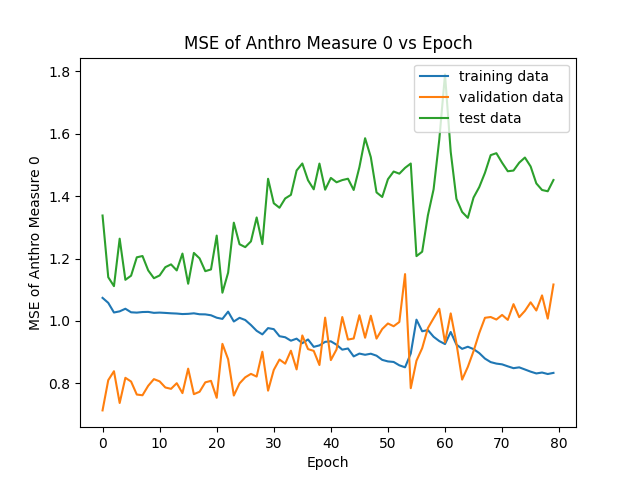 MSE of Anthro Measure 0 vs Epoch
training data
validation data
test data
MSE of Anthro Measure 0
1.8
1.6
1.4
1.2
1.0
0.8
0
10
20
30
40
50
60
70
80
Epoch